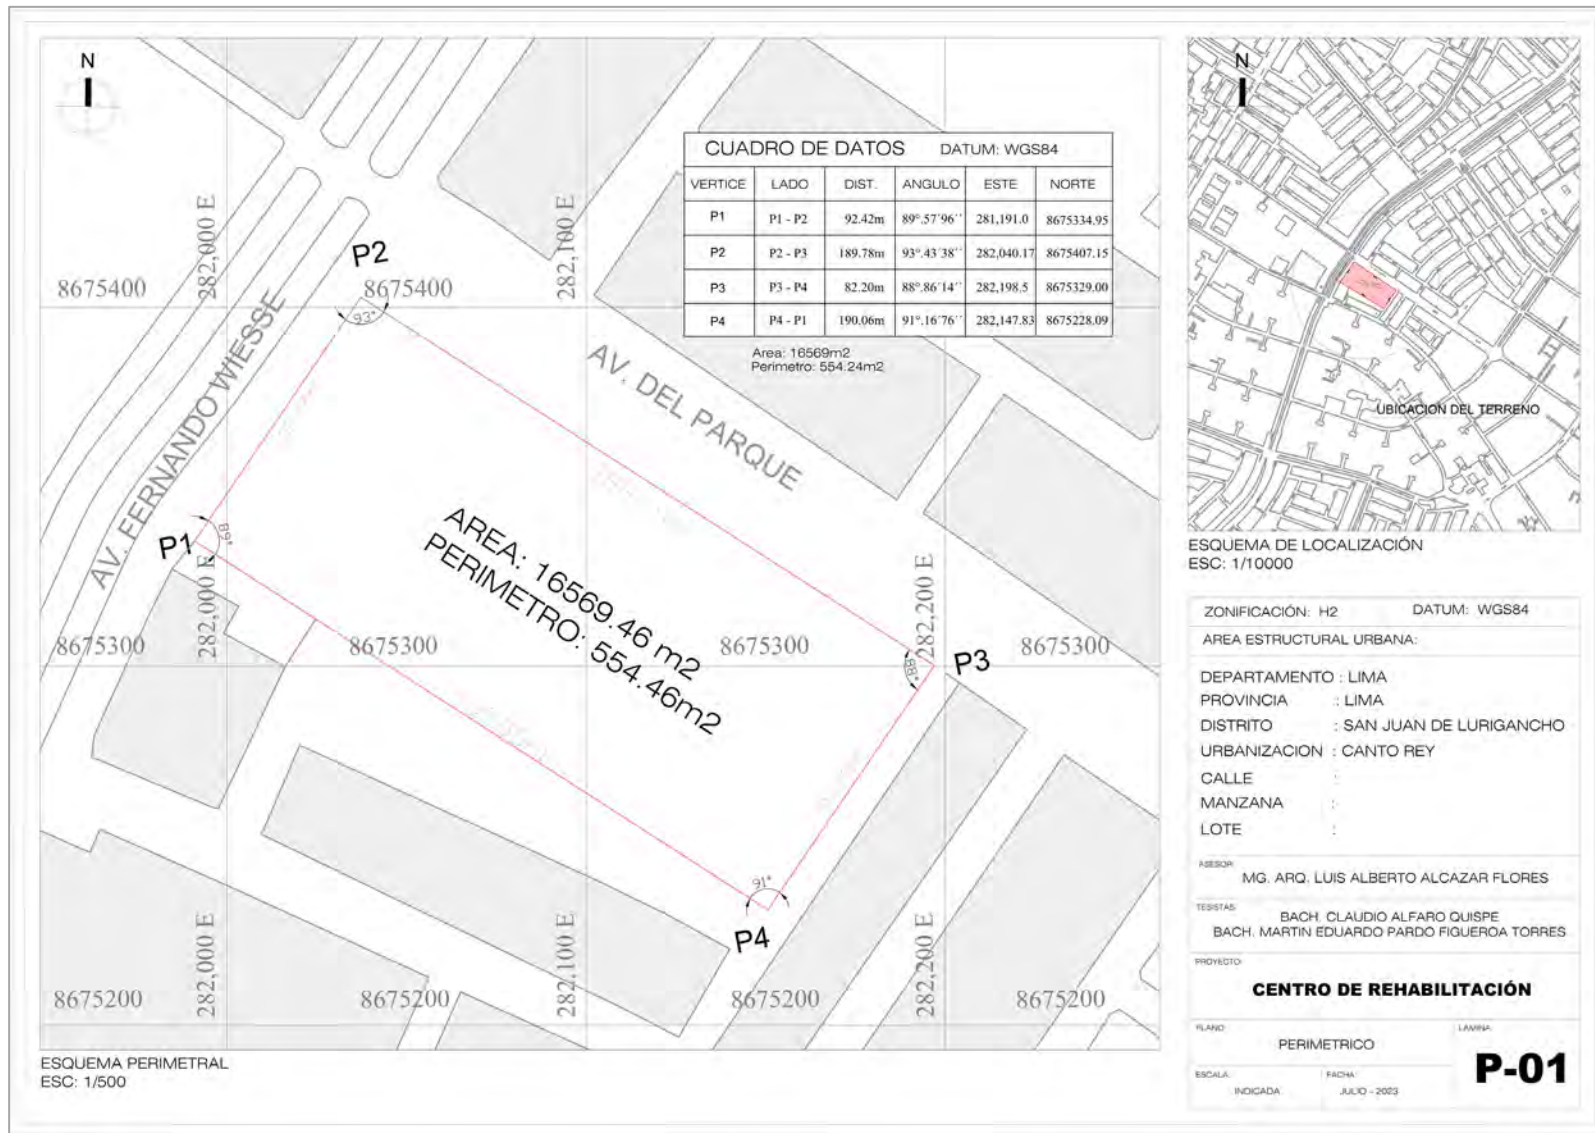 N
CUADRO DE DATOS DATUM: WGS84
VERTICE LADO DIST. ANGULO ESTE NORTE
P1 P1 - P2 92.42m 89°.57'96'' 281,191.0 8675334.95
P2 P2 - P3 189.78m 93°.43'38'' 282,040.17 8675407.15
P3 P3 - P4 82.20m 88°.86'14'' 282,198.5 8675329.00
P4 P4 - P1 190.06m 91°.16'76'' 282,147.83 8675228.09
Area: 16569m2
Perimetro: 554.24m2
282,000 E
282,100 E
P2
8675400
8675400
93°
AV. FERNANDO WIESSE
AV. DEL PARQUE
P1
89°
AREA: 16569.46 m2
PERIMETRO: 554.46m2
282,000 E
282,200 E
8675300
8675300
8675300
8675300
P3
88°
91°
P4
282,000 E
282,100 E
282,200 E
8675200
8675200
8675200
8675200
ESQUEMA PERIMETRAL
ESC: 1/500
N
UBICACION DEL TERRENO
ESQUEMA DE LOCALIZACIÓN
ESC: 1/10000
ZONIFICACIÓN: H2 DATUM: WGS84
AREA ESTRUCTURAL URBANA:
DEPARTAMENTO : LIMA
PROVINCIA : LIMA
DISTRITO : SAN JUAN DE LURIGANCHO
URBANIZACION : CANTO REY
CALLE :
MANZANA :
LOTE :
ASESOR:
MG. ARQ. LUIS ALBERTO ALCAZAR FLORES
TESISTAS:
BACH. CLAUDIO ALFARO QUISPE
BACH. MARTIN EDUARDO PARDO FIGUEROA TORRES
PROYECTO:
CENTRO DE REHABILITACIÓN
PLANO:
PERIMETRICO
LAMINA:
P-01
ESCALA:
INDICADA
FACHA:
JULIO - 2023